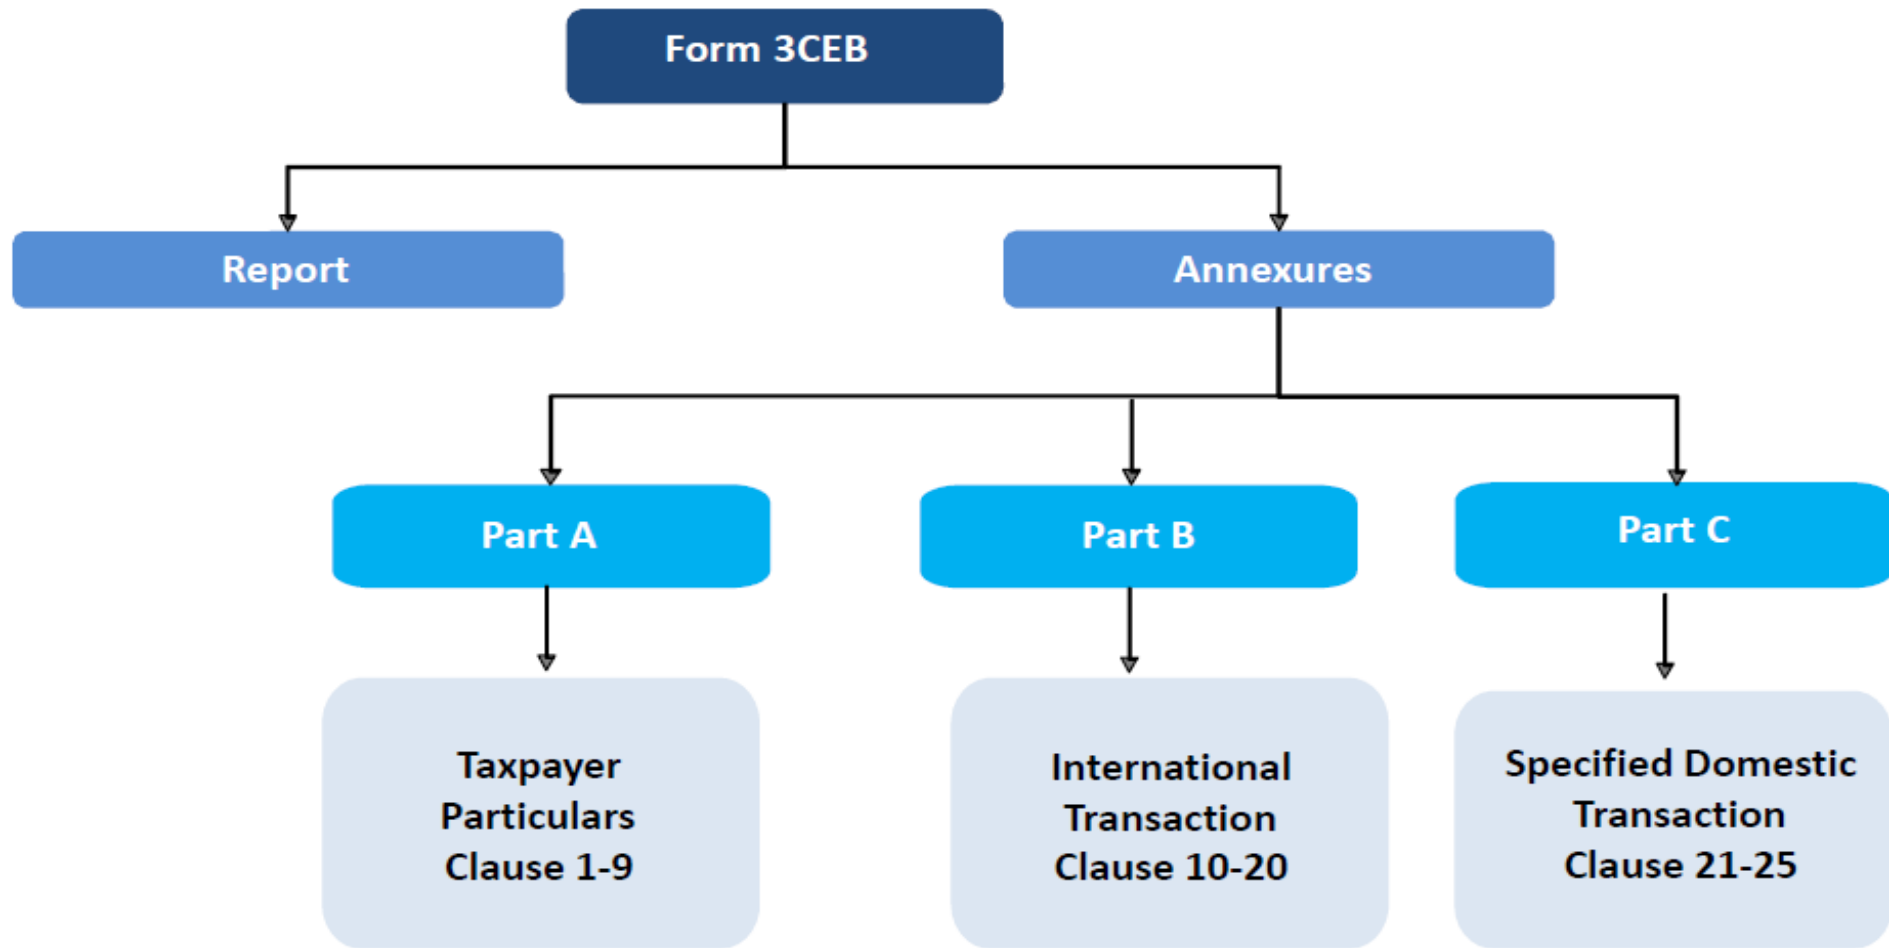 Form 3CEB
Report
Annexures
Part A
Part B
Part C
Taxpayer
Particulars
Clause 1-9
International
Transaction
Clause 10-20
Specified Domestic
Transaction
Clause 21-25